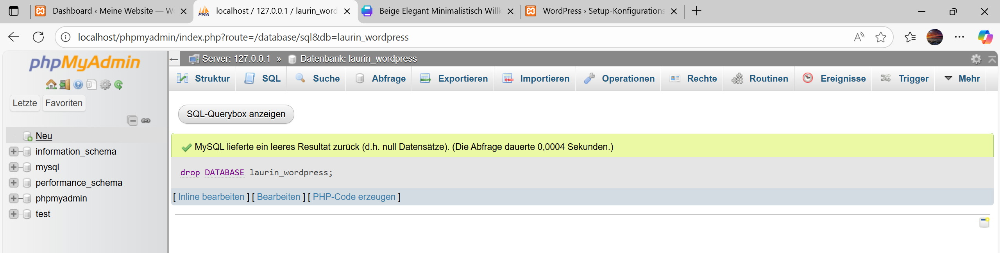 Dashboard ‹ Meine Website — W
localhost / 127.0.0.1 / laurin_word
Beige Elegant Minimalistisch Willk
WordPress › Setup-Konfigurations
localhost/phpmyadmin/index.php?route=/database/sql&db=laurin_wordpress
phpMyAdmin
Letzte Favoriten
Neu
information_schema
mysql
performance_schema
phpmyadmin
test
Server: 127.0.0.1 » Datenbank: laurin_wordpress
Struktur SQL Suche Abfrage Exportieren Importieren Operationen Rechte Routinen Ereignisse Trigger Mehr
SQL-Querybox anzeigen
MySQL lieferte ein leeres Resultat zurück (d.h. null Datensätze). (Die Abfrage dauerte 0,0004 Sekunden.)
drop DATABASE laurin_wordpress;
[ Inline bearbeiten ] [ Bearbeiten ] [ PHP-Code erzeugen ]